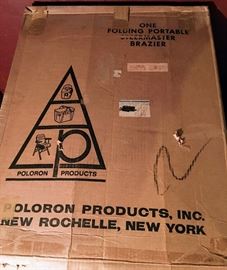 ONE
FOLDING PORTABLE
BRAZIER
P
POLORON PRODUCTS
POLORON PRODUCTS, INC.
NEW ROCHELLE, NEW YORK